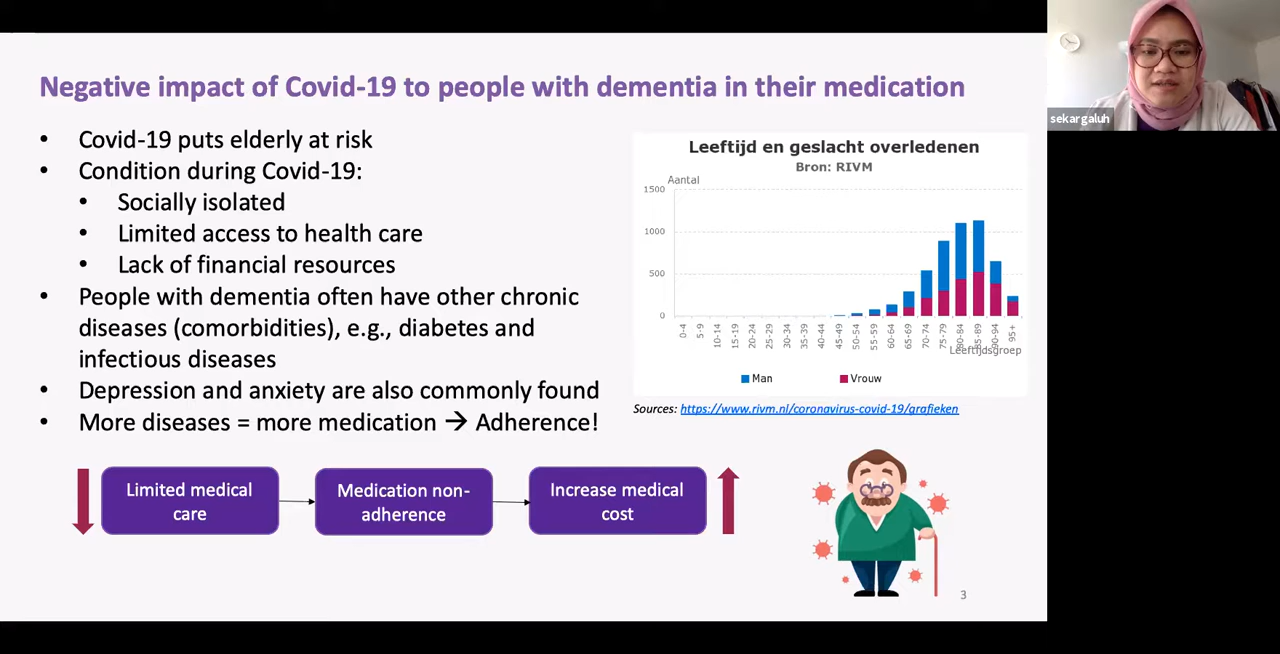 Negative impact of Covid-19 to people with dementia in their medication
• Covid-19 puts elderly at risk
• Condition during Covid-19:
• Socially isolated
• Limited access to health care
• Lack of financial resources
• People with dementia often have other chronic
diseases (comorbidities), e.g., diabetes and
infectious diseases
• Depression and anxiety are also commonly found
• More diseases = more medication → Adherence!
Limited medical
care
Medication non-
adherence
Increase medical
cost
Leeftijd en geslacht overledenen
Bron: RIVM
Aantal
1500
1000
500
0
0-4
5-9
10-14
15-19
20-24
25-29
30-34
35-39
40-44
45-49
50-54
55-59
60-64
65-69
70-74
75-79
80-84
85-89
90-94
95+
Leeftijdsgroep
Man
Vrouw
Sources: https://www.rivm.nl/coronavirus-covid-19/grafieken
3
sekargaluh